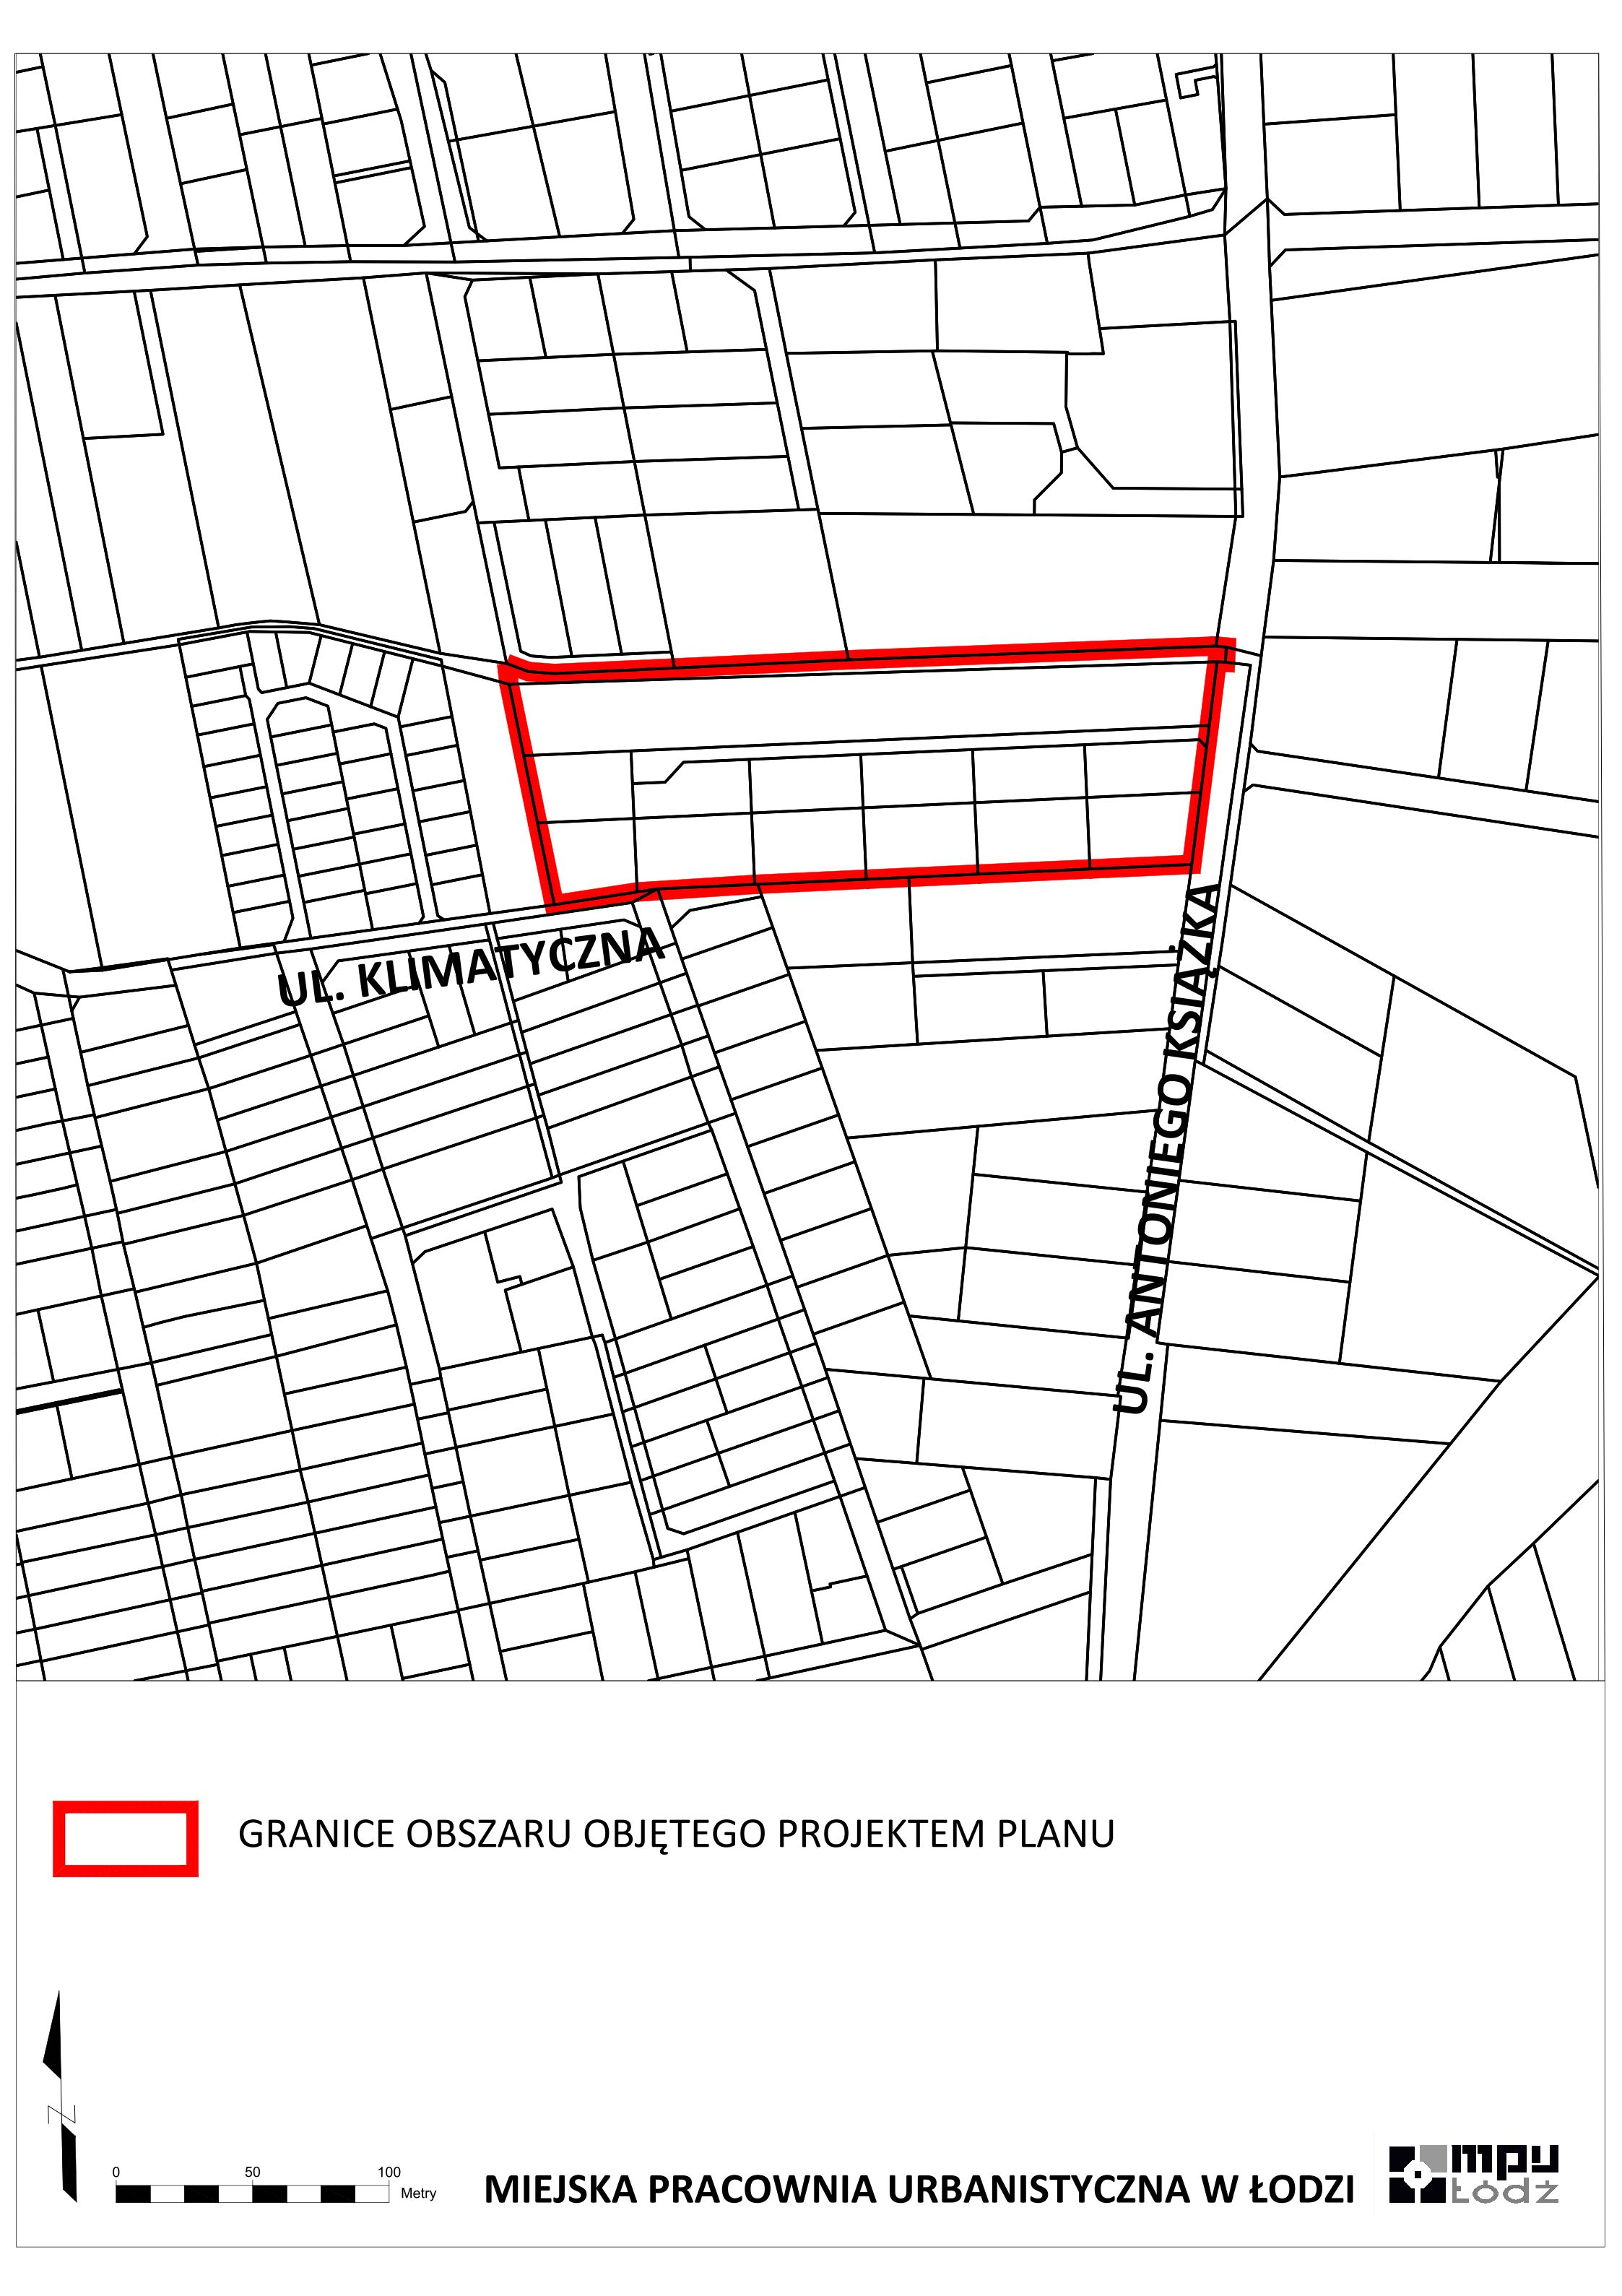 UL. KLIMATYCZNA
UL. ANTONIEGO KSIĄŻKA
GRANICE OBSZARU OBJĘTEGO PROJEKTEM PLANU
N
0 50 100
Metry
MIEJSKA PRACOWNIA URBANISTYCZNA W ŁODZI
mpu
Łódź